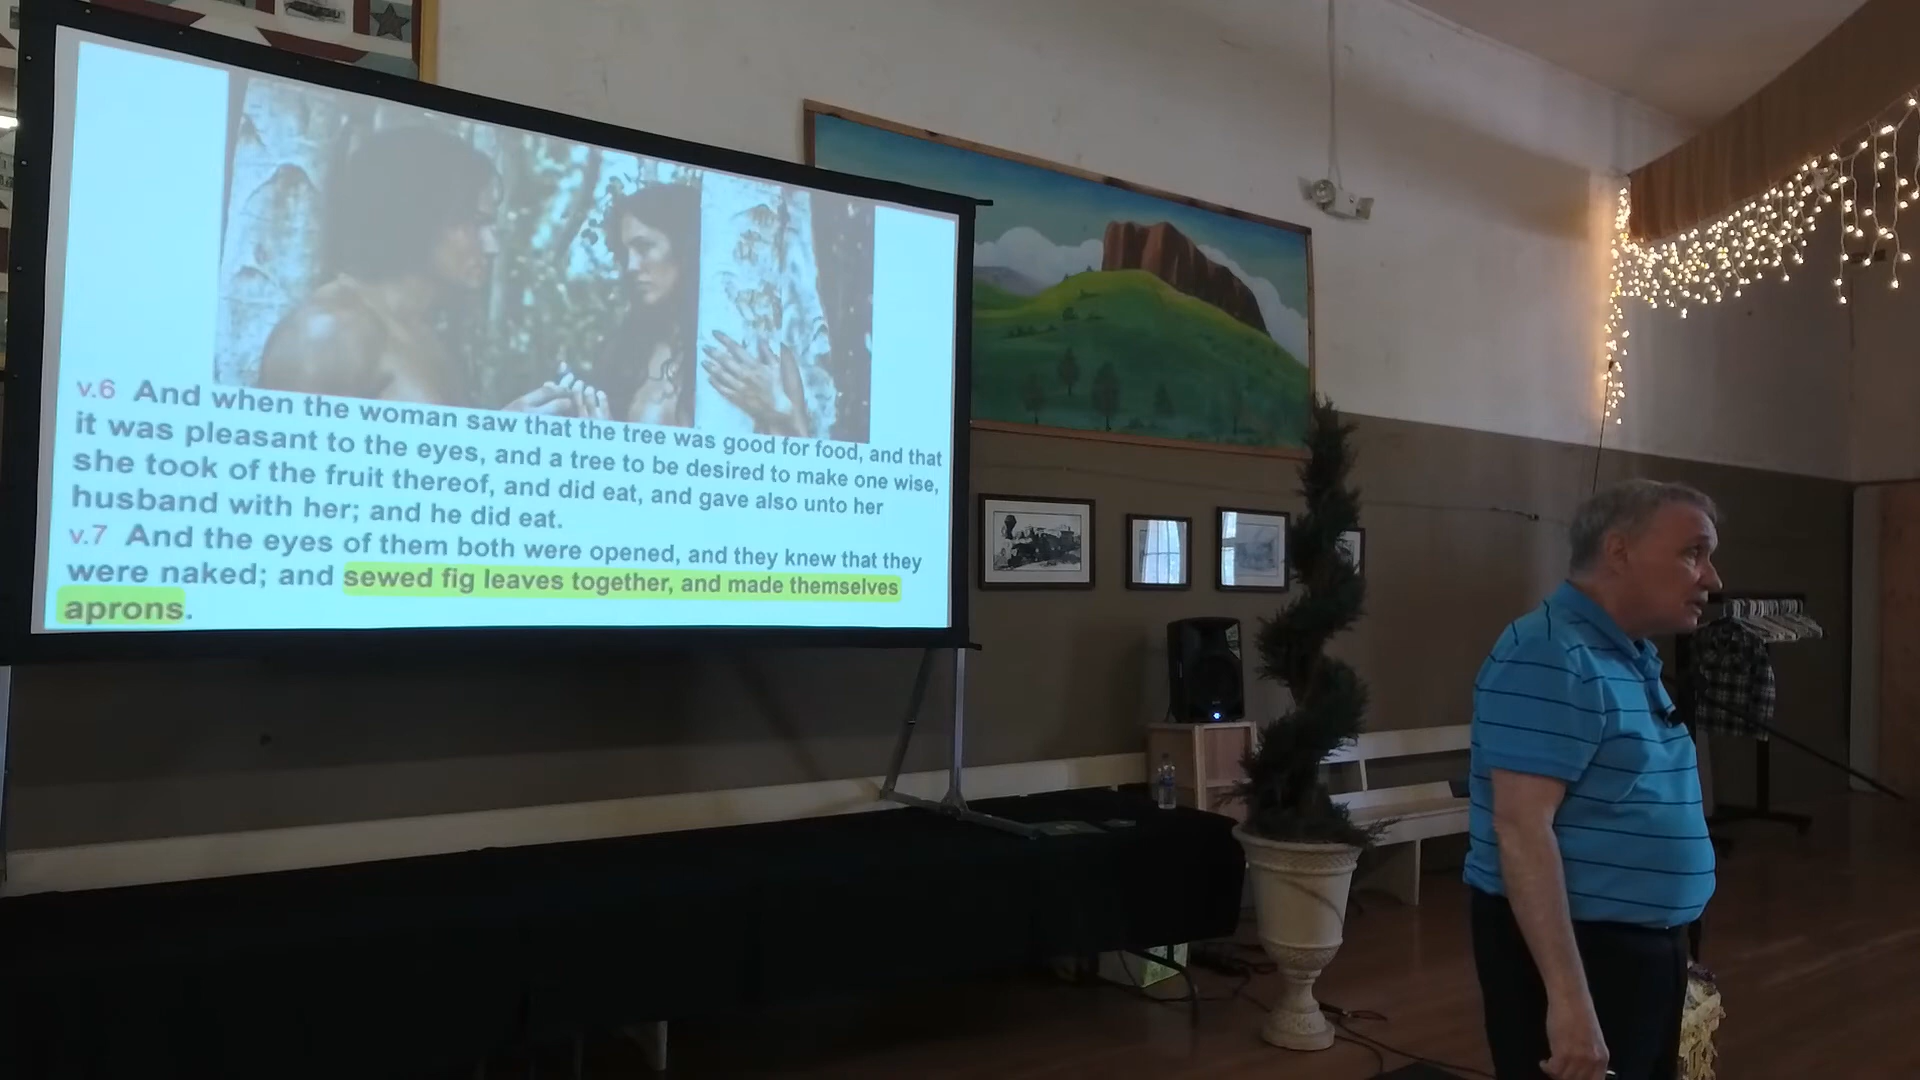 v.6 And when the woman saw that the tree was good for food, and that
it was pleasant to the eyes, and a tree to be desired to make one wise,
she took of the fruit thereof, and did eat, and gave also unto her
husband with her; and he did eat.
v.7 And the eyes of them both were opened, and they knew that they
were naked; and sewed fig leaves together, and made themselves
aprons.